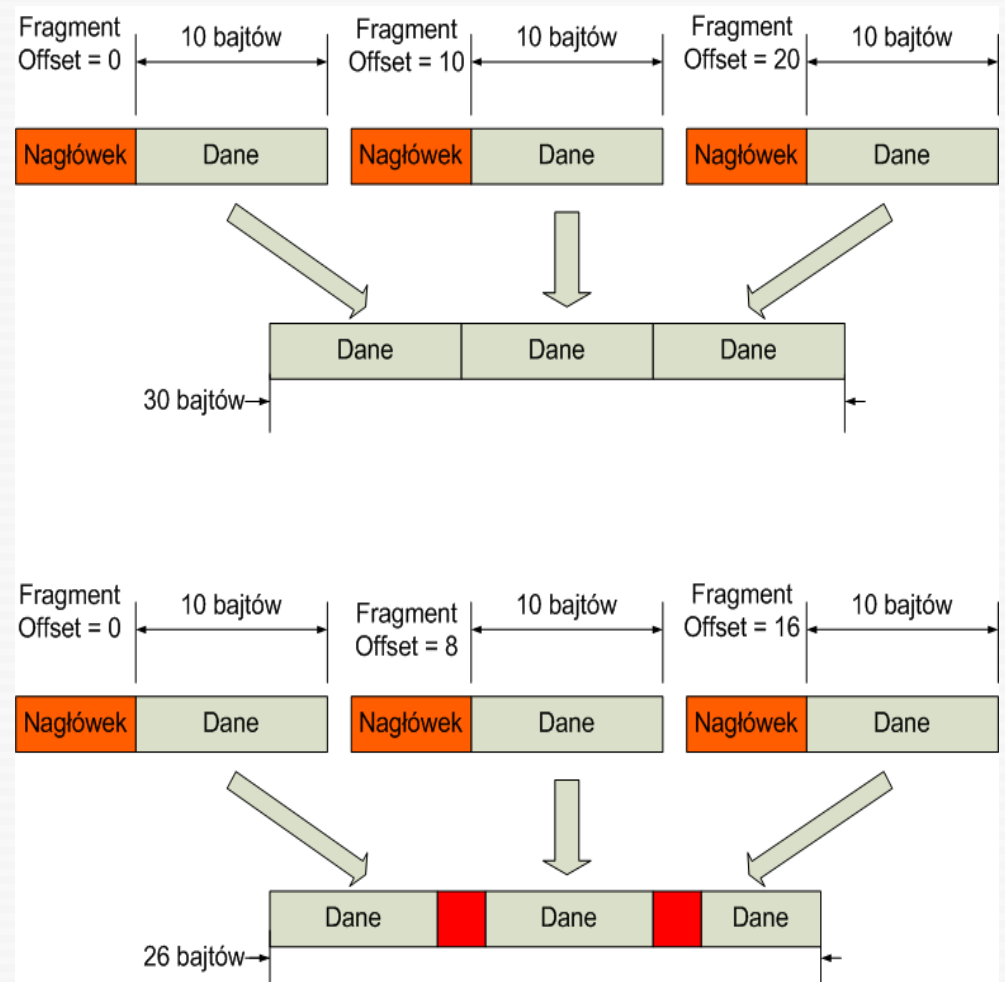 Fragment
Offset = 0
10 bajtów
Fragment
Offset = 10
10 bajtów
Fragment
Offset = 20
10 bajtów
Nagłówek
Dane
Nagłówek
Dane
Nagłówek
Dane
Dane
Dane
Dane
30 bajtów
Fragment
Offset = 0
10 bajtów
Fragment
Offset = 8
10 bajtów
Fragment
Offset = 16
10 bajtów
Nagłówek
Dane
Nagłówek
Dane
Nagłówek
Dane
Dane
Dane
Dane
26 bajtów